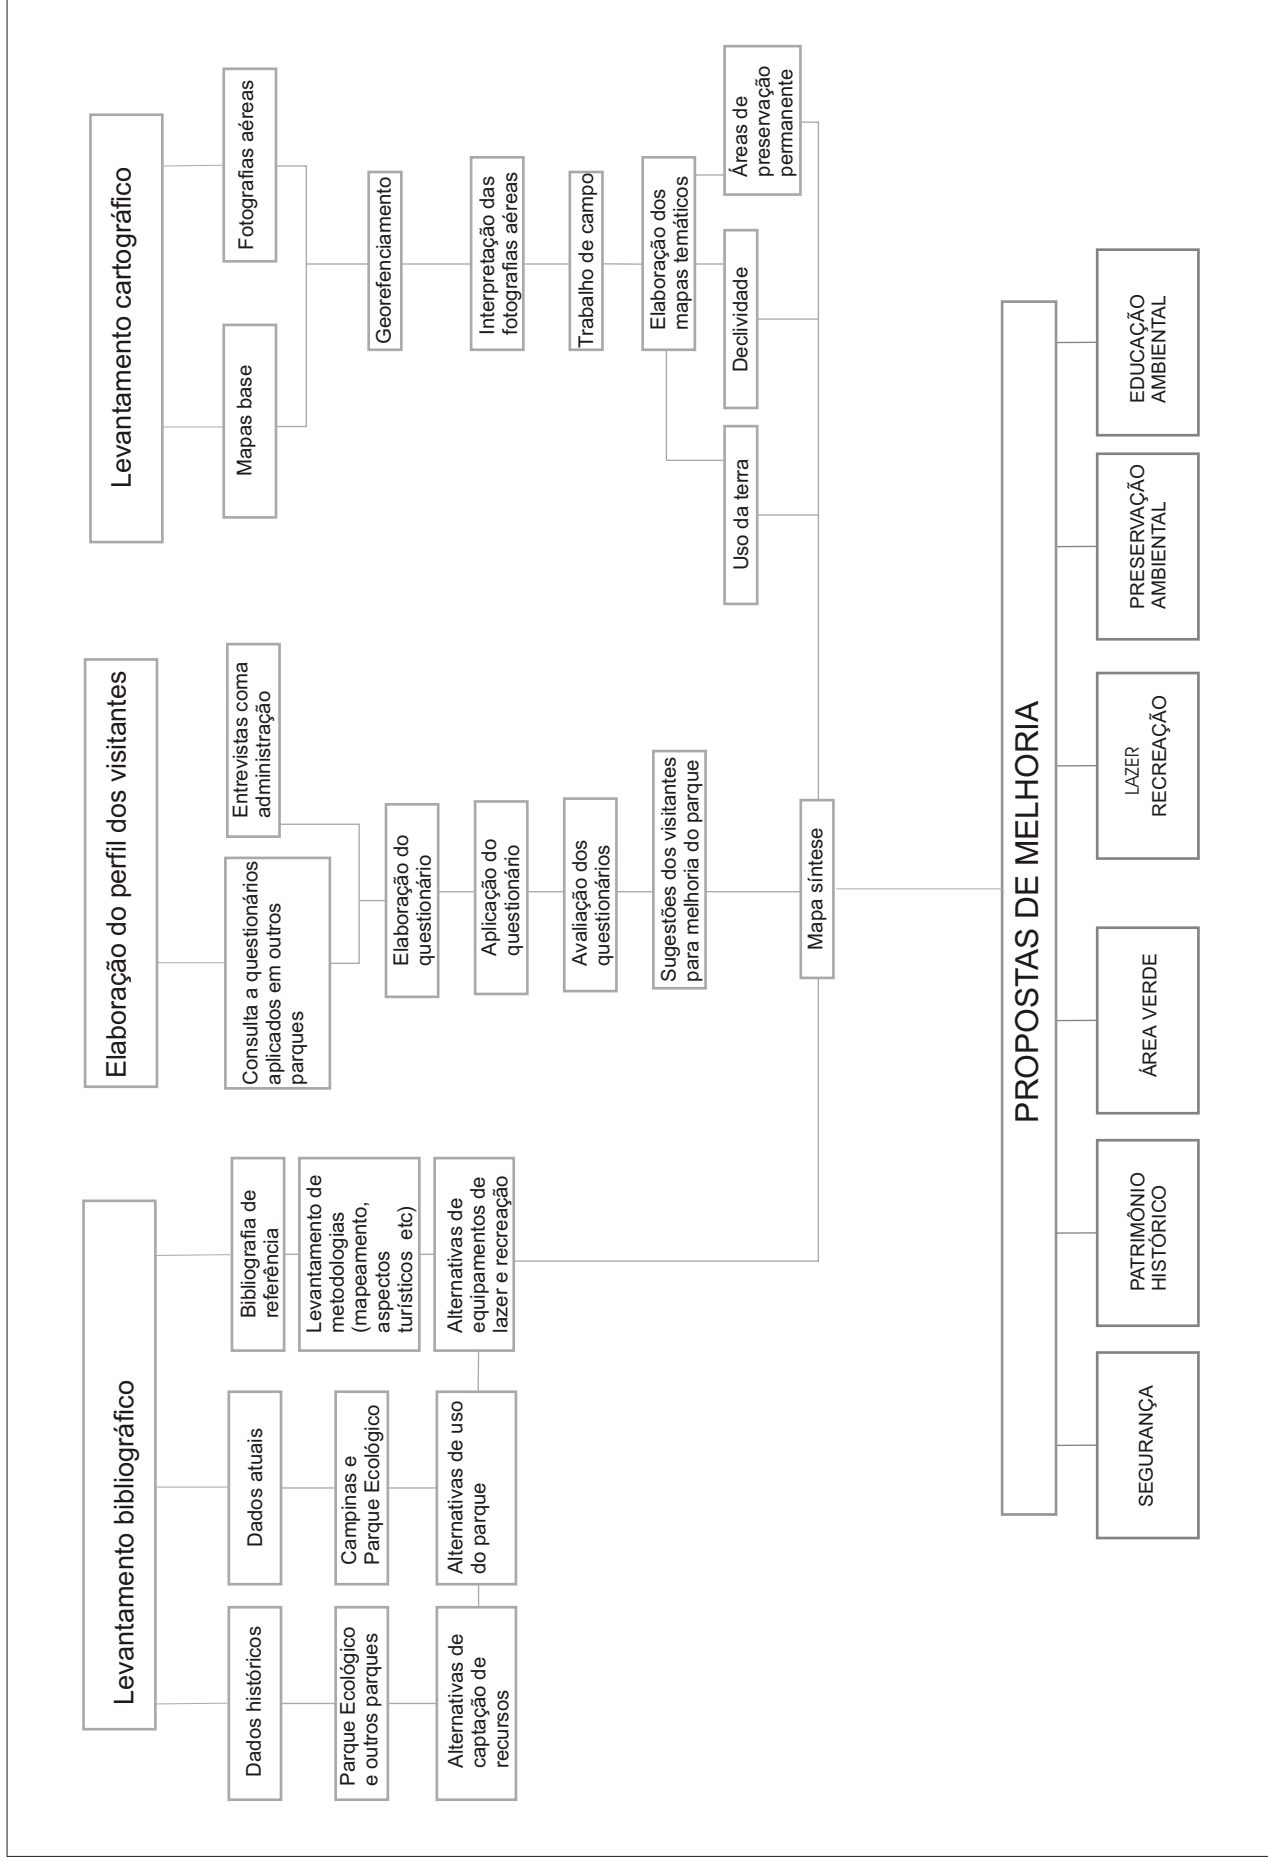 Levantamento bibliográfico
Dados históricos
Parque Ecológico
e outros parques
Alternativas de
captação de
recursos
Dados atuais
Campinas e
Parque Ecológico
Alternativas de uso
do parque
Bibliografia de
referência
Levantamento de
metodologias
(mapeamento,
aspectos
turísticos etc)
Alternativas de
equipamentos de
lazer e recreação
Elaboração do perfil dos visitantes
Consulta a questionários
aplicados em outros
parques
Entrevistas coma
administração
Elaboração do
questionário
Aplicação do
questionário
Avaliação dos
questionários
Sugestões dos visitantes
para melhoria do parque
Levantamento cartográfico
Mapas base
Fotografias aéreas
Georefenciamento
Interpretação das
fotografias aéreas
Trabalho de campo
Elaboração dos
mapas temáticos
Uso da terra
Declividade
Áreas de
preservação
permanente
Mapa síntese
PROPOSTAS DE MELHORIA
SEGURANÇA
PATRIMÔNIO
HISTÓRICO
ÁREA VERDE
LAZER
RECREAÇÃO
PRESERVAÇÃO
AMBIENTAL
EDUCAÇÃO
AMBIENTAL